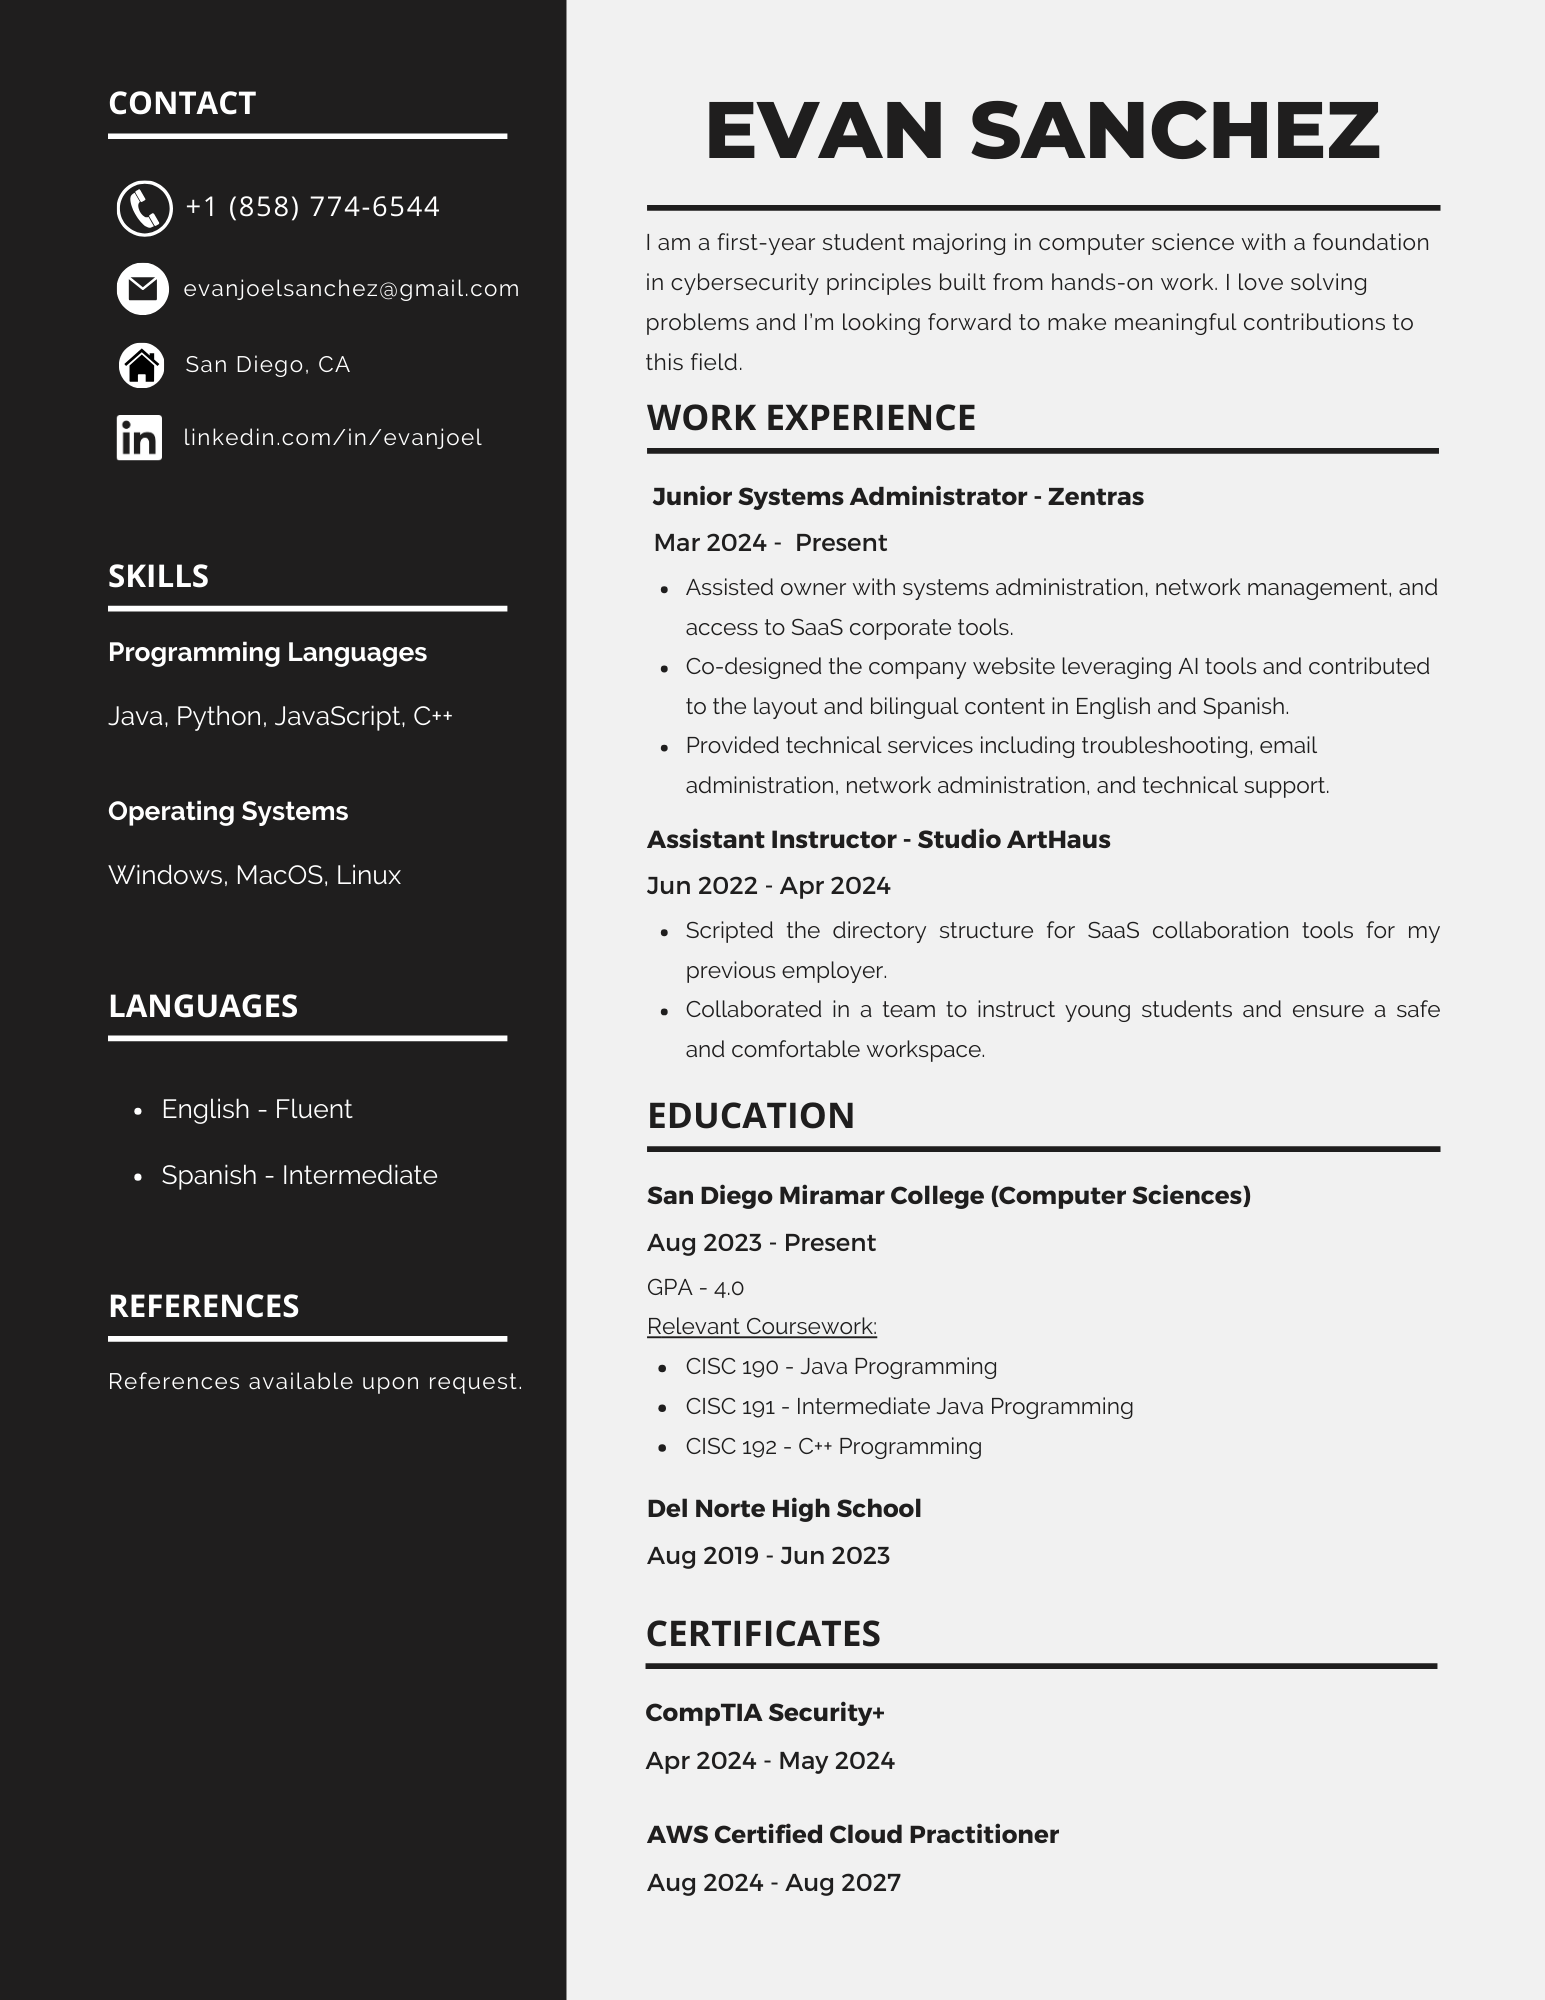 CONTACT
+1 (858) 774-6544
evanjoelsanchez@gmail.com
San Diego, CA
in linkedin.com/in/evanjoel
SKILLS
Programming Languages
Java, Python, JavaScript, C++
Operating Systems
Windows, MacOS, Linux
LANGUAGES
• English - Fluent
• Spanish - Intermediate
REFERENCES
References available upon request.
EVAN SANCHEZ
I am a first-year student majoring in computer science with a foundation
in cybersecurity principles built from hands-on work. I love solving
problems and I'm looking forward to make meaningful contributions to
this field.
WORK EXPERIENCE
Junior Systems Administrator - Zentras
Mar 2024 - Present
• Assisted owner with systems administration, network management, and
access to SaaS corporate tools.
• Co-designed the company website leveraging AI tools and contributed
to the layout and bilingual content in English and Spanish.
• Provided technical services including troubleshooting, email
administration, network administration, and technical support.
Assistant Instructor - Studio ArtHaus
Jun 2022 - Apr 2024
• Scripted the directory structure for SaaS collaboration tools for my
previous employer.
• Collaborated in a team to instruct young students and ensure a safe
and comfortable workspace.
EDUCATION
San Diego Miramar College (Computer Sciences)
Aug 2023 - Present
GPA - 4.0
Relevant Coursework:
• CISC 190 - Java Programming
• CISC 191 - Intermediate Java Programming
• CISC 192 - C++ Programming
Del Norte High School
Aug 2019 - Jun 2023
CERTIFICATES
CompTIA Security+
Apr 2024 - May 2024
AWS Certified Cloud Practitioner
Aug 2024 - Aug 2027